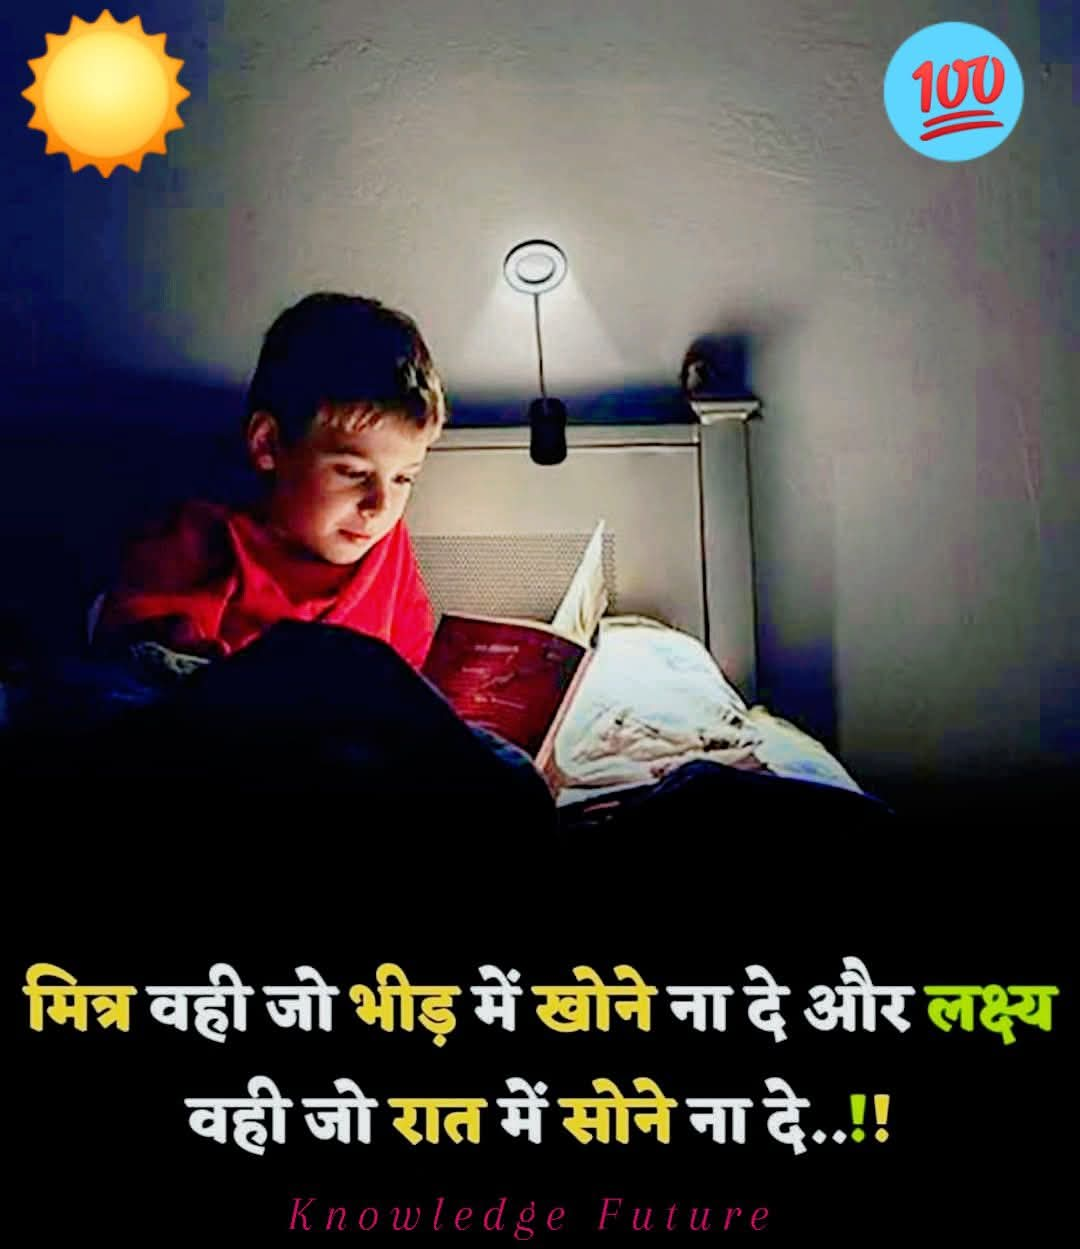 100
मित्र वही जो भीड़ में खोने ना दे और लक्ष्य
वही जो रात में सोने ना दे..!!
Knowledge Future